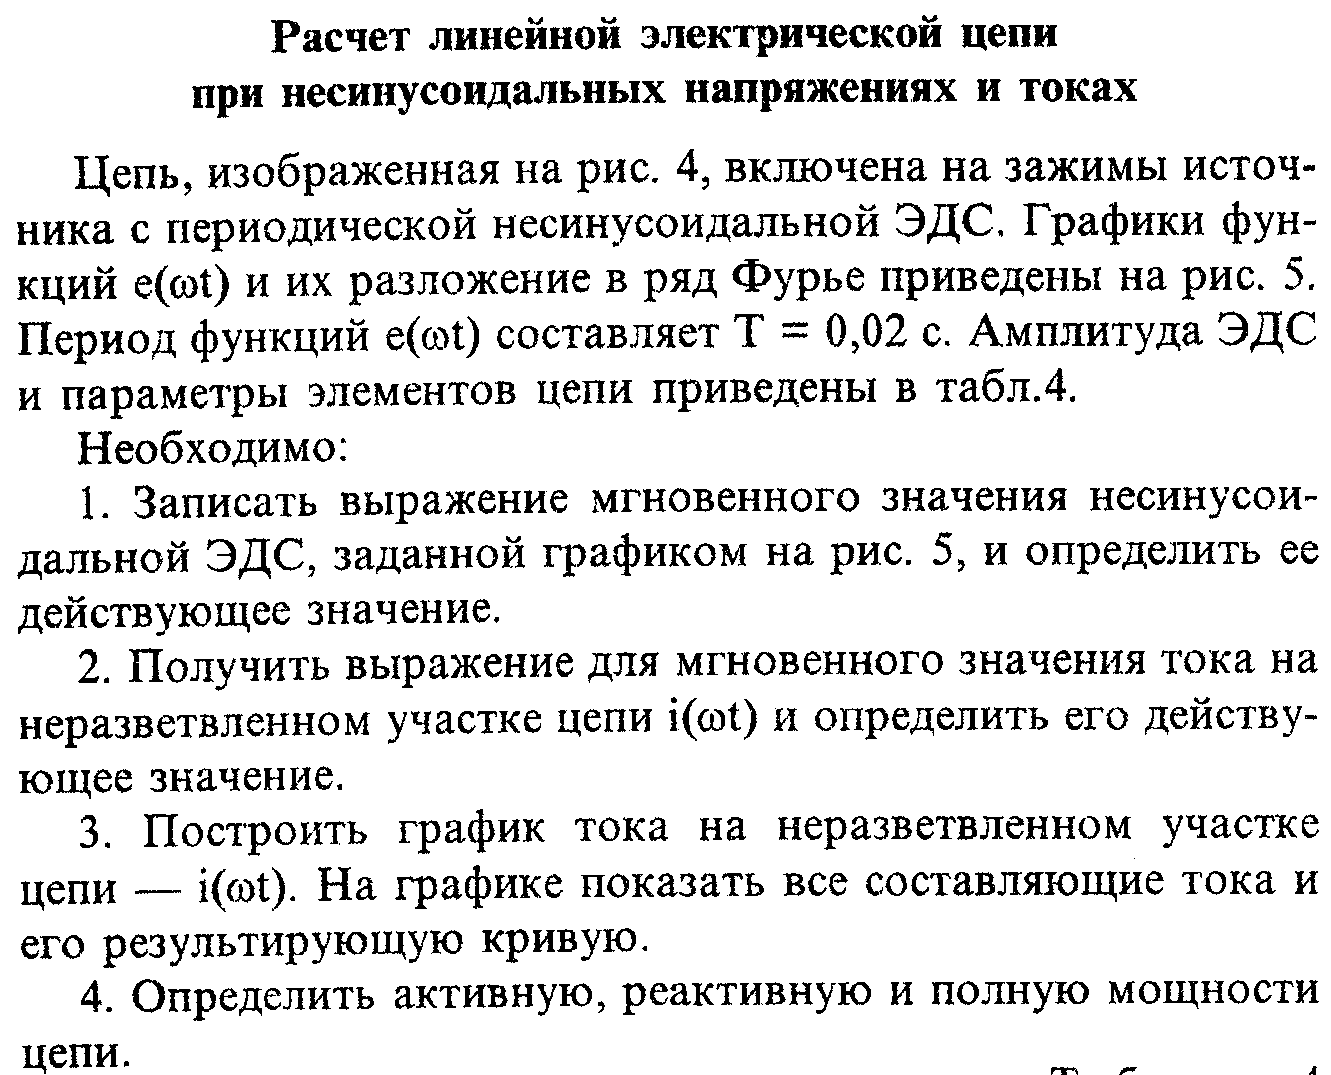 Расчет линейной электрической цепи
при несинусоидальных напряжениях и токах
Цепь, изображенная на рис. 4, включена на зажимы источ-
ника с периодической несинусоидальной ЭДС. Графики фун-
кций e(ωt) и их разложение в ряд Фурье приведены на рис. 5.
Период функций e(ωt) составляет T = 0,02 с. Амплитуда ЭДС
и параметры элементов цепи приведены в табл.4.
Необходимо:
1. Записать выражение мгновенного значения несинусои-
дальной ЭДС, заданной графиком на рис. 5, и определить ее
действующее значение.
2. Получить выражение для мгновенного значения тока на
неразветвленном участке цепи i(ωt) и определить его действу-
ющее значение.
3. Построить график тока на неразветвленном участке
цепи — i(ωt). На графике показать все составляющие тока и
его результирующую кривую.
4. Определить активную, реактивную и полную мощности
цепи.